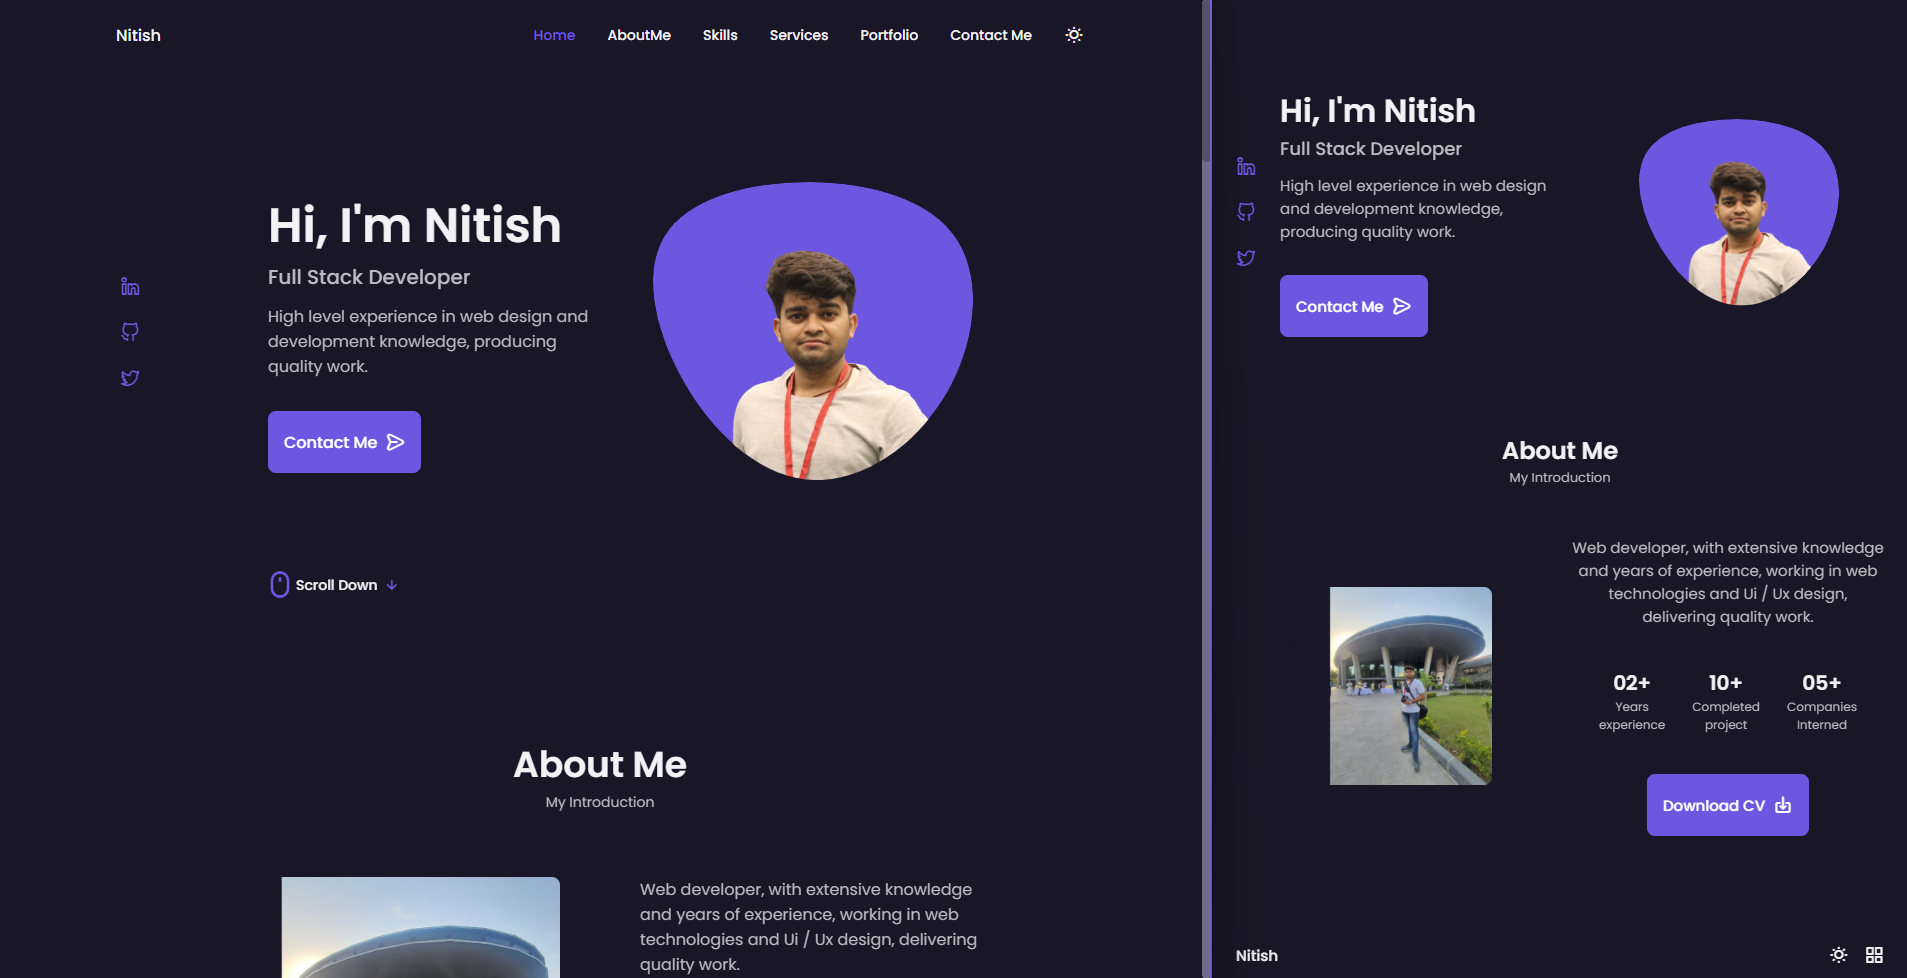 Nitish
Home AboutMe Skills Services Portfolio Contact Me
Hi, I'm Nitish
Full Stack Developer
High level experience in web design and
development knowledge, producing
quality work.
Contact Me
Scroll Down
About Me
My Introduction
Web developer, with extensive knowledge
and years of experience, working in web
technologies and Ui / Ux design, delivering
quality work.
Hi, I'm Nitish
Full Stack Developer
High level experience in web design
and development knowledge,
producing quality work.
Contact Me
About Me
My Introduction
Web developer, with extensive knowledge
and years of experience, working in web
technologies and Ui / Ux design,
delivering quality work.
02+ 10+ 05+
Years Completed Companies
experience project Interned
Download CV
Nitish